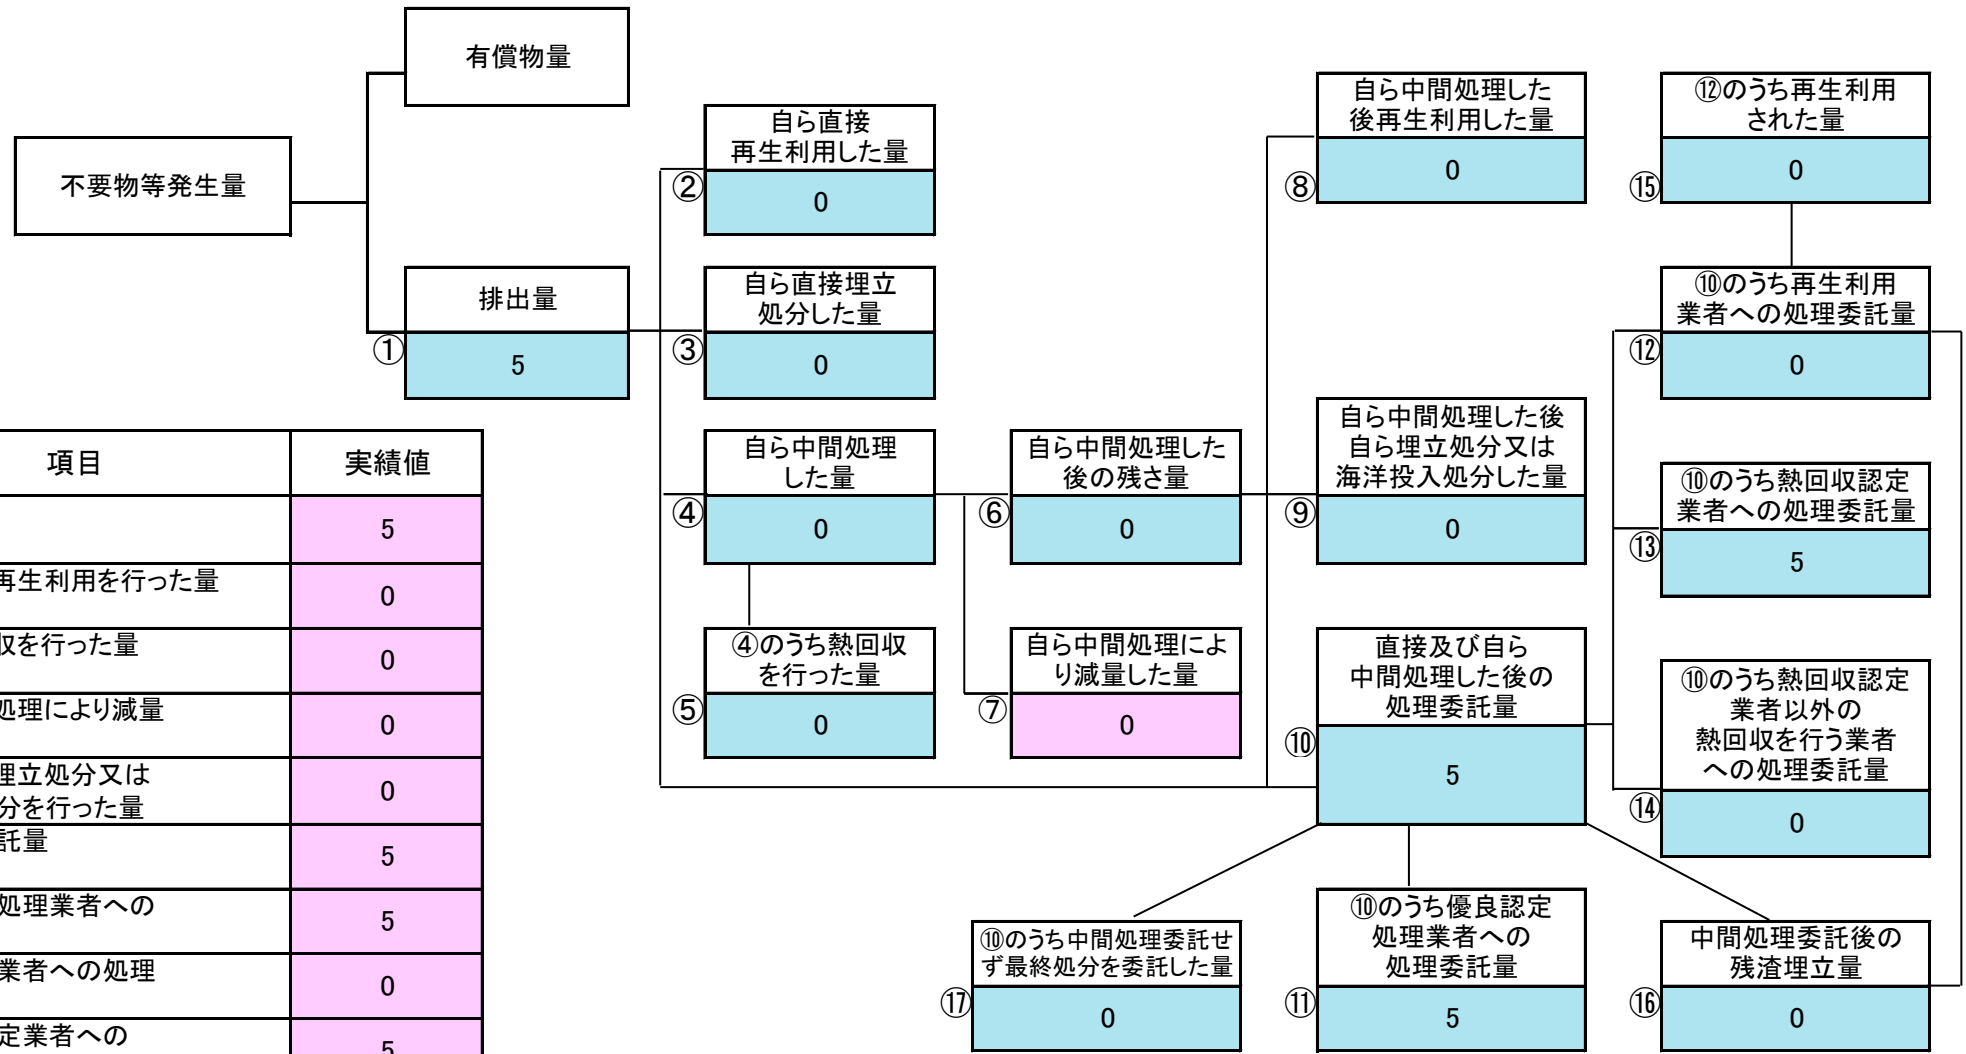 有償物量
不要物等発生量
排出量
①
5
自ら直接
再生利用した量
②
0
自ら直接埋立
処分した量
③
0
自ら中間処理
した量
④
0
④のうち熱回収
を行った量
⑤
0
自ら中間処理した
後の残さ量
⑥
0
自ら中間処理によ
り減量した量
⑦
0
自ら中間処理した
後再生利用した量
⑧
0
自ら中間処理した後
自ら埋立処分又は
海洋投入処分した量
⑨
0
直接及び自ら
中間処理した後の
処理委託量
⑩
5
⑫のうち再生利用
された量
⑮
0
⑩のうち再生利用
業者への処理委託量
⑫
0
⑩のうち熱回収認定
業者への処理委託量
⑬
5
⑩のうち熱回収認定
業者以外の
熱回収を行う業者
への処理委託量
⑭
0
⑩のうち中間処理委託せ
ず最終処分を委託した量
⑰
0
⑩のうち優良認定
処理業者への
処理委託量
⑪
5
中間処理委託後の
残渣埋立量
⑯
0
項目 実績値
5
再生利用を行った量
0
収を行った量
0
処理により減量
0
埋立処分又は
分を行った量
0
託量
5
処理業者への
5
業者への処理
0
定業者への
5